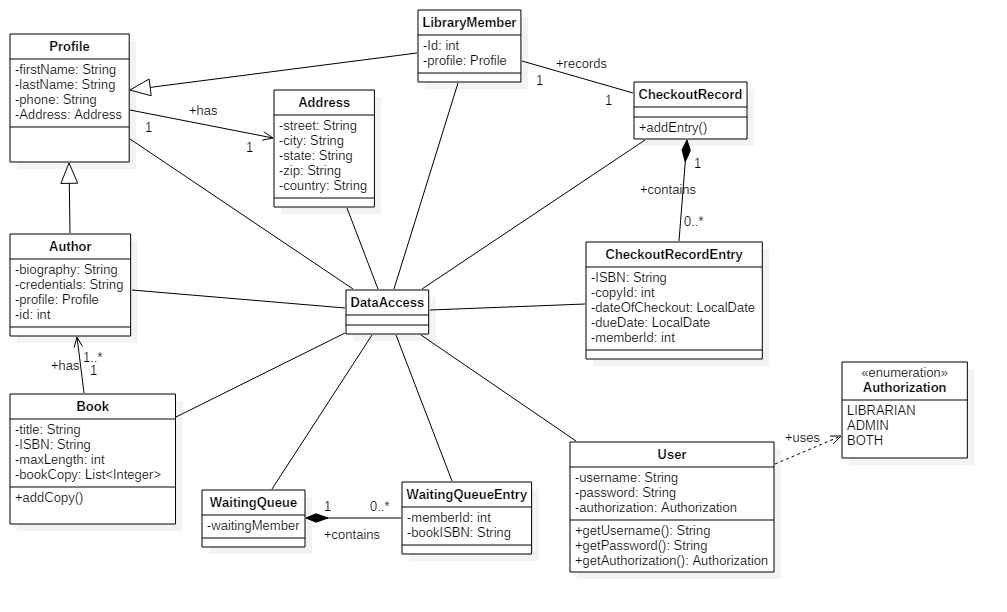 LibraryMember
-Id: int
-profile: Profile
Profile
-firstName: String
-lastName: String
-phone: String
-Address: Address
+records
1
1
CheckoutRecord
+addEntry()
+has
1
1
Address
-street: String
-city: String
-state: String
-zip: String
-country: String
1
+contains
0..*
Author
-biography: String
-credentials: String
-profile: Profile
-id: int
CheckoutRecordEntry
-ISBN: String
-copyId: int
-dateOfCheckout: LocalDate
-dueDate: LocalDate
-memberId: int
DataAccess
+has
1..*
1
Book
-title: String
-ISBN: String
-maxLength: int
-bookCopy: List<Integer>
+addCopy()
«enumeration»
Authorization
LIBRARIAN
ADMIN
BOTH
+uses
User
-username: String
-password: String
-authorization: Authorization
+getUsername(): String
+getPassword(): String
+getAuthorization(): Authorization
WaitingQueue
-waitingMember
1
0..*
+contains
WaitingQueueEntry
-memberId: int
-bookISBN: String